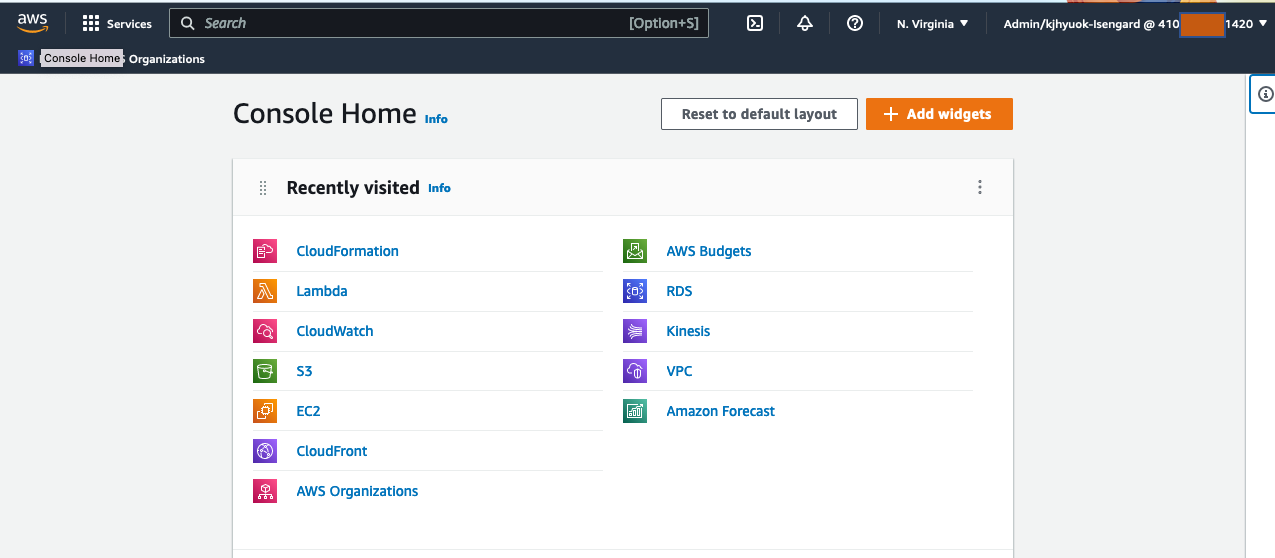 aws Services Search [Option+S] N. Virginia Admin/kjhyuok-Isengard @ 410 1420
Console Home Organizations
Console Home Info Reset to default layout Add widgets
Recently visited Info
CloudFormation AWS Budgets
Lambda RDS
CloudWatch Kinesis
S3 VPC
EC2 Amazon Forecast
CloudFront
AWS Organizations